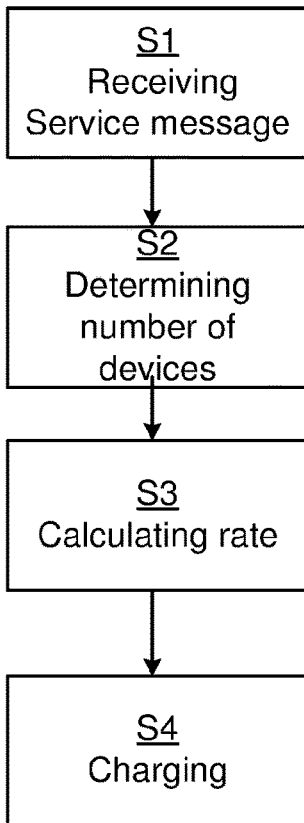 S1
Receiving
Service message
S2
Determining
number of
devices
S3
Calculating rate
S4
Charging